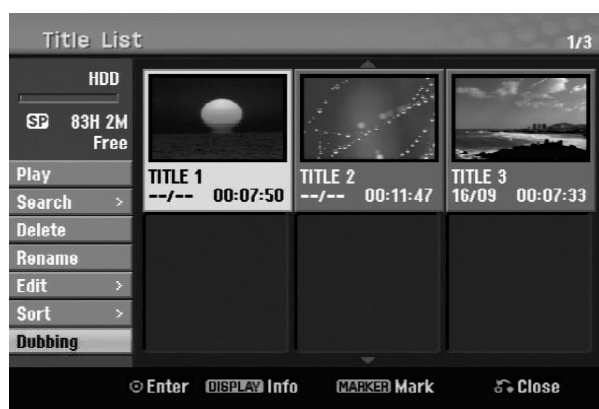 Title List
1/3
HDD
SP 83H 2M
Free
Play
Search >
Delete
Rename
Edit >
Sort >
Dubbing
TITLE 1
--/-- 00:07:50
TITLE 2
--/-- 00:11:47
TITLE 3
16/09 00:07:33
Enter DISPLAY Info MARKER Mark Close